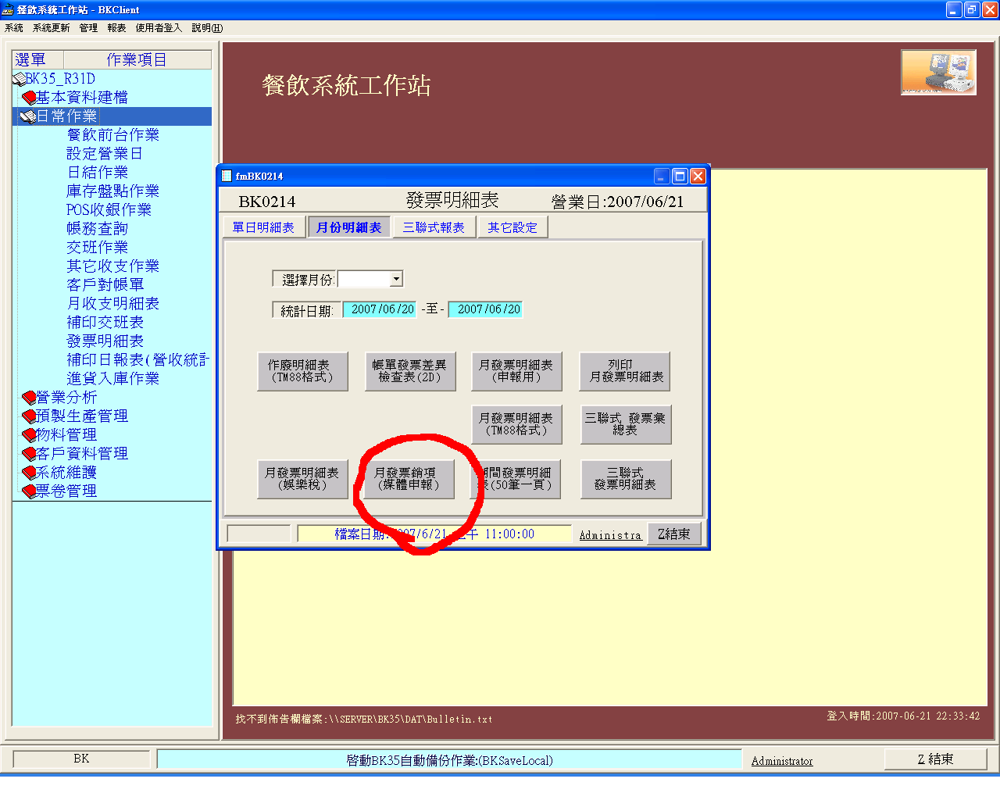 餐飲系統工作站 - BKClient
系統 系統更新 管理 報表 使用者登入 說明(H)
選單 作業項目
BK35_R31D
基本資料建檔
日常作業
餐飲前台作業
設定營業日
日結作業
庫存盤點作業
POS收銀作業
帳務查詢
交班作業
其它收支作業
客戶對帳單
月收支明細表
補印交班表
發票明細表
補印日報表(營收統計
進貨入庫作業
營業分析
預製生產管理
物料管理
客戶資料管理
系統維護
票卷管理
餐飲系統工作站
fmBK0214
BK0214 發票明細表 營業日:2007/06/21
單日明細表 月份明細表 三聯式報表 其它設定
選擇月份:
統計日期: 2007/06/20 -至- 2007/06/20
作廢明細表
(TM88格式)
帳單發票差異
檢查表(2D)
月發票明細表
(申報用)
列印
月發票明細表
月發票明細表
(TM88格式)
三聯式 發票彙
總表
月發票明細表
(娛樂稅)
月發票銷項
(媒體申報)
期間發票明細
表(50筆一頁)
三聯式
發票明細表
檔案日期:2007/6/21 上午 11:00:00
Administra
Z結束
找不到佈告欄檔案:\\SERVER\BK35\DAT\Bulletin.txt
登入時間:2007-06-21 22:33:42
BK
啓動BK35自動備份作業:(BKSaveLocal)
Administrator
Z 結束